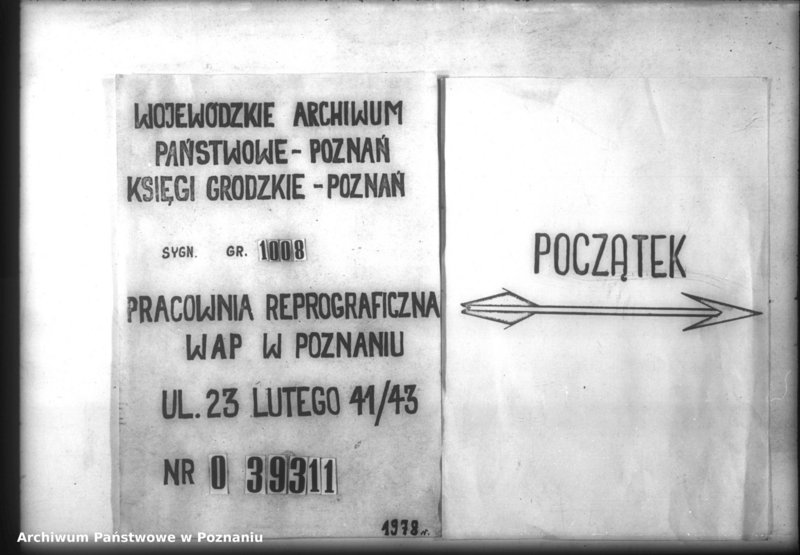 WOJEWÓDZKIE ARCHIWUM
PAŃSTWOWE - POZNAŃ
KSIĘGI GRODZKIE - POZNAŃ
SYGN. GR. 1008
PRACOWNIA REPROGRAFICZNA
WAP W POZNANIU
UL. 23 LUTEGO 41/43
NR 0 39311
1978 r.
POCZĄTEK
Archiwum Państwowe w Poznaniu